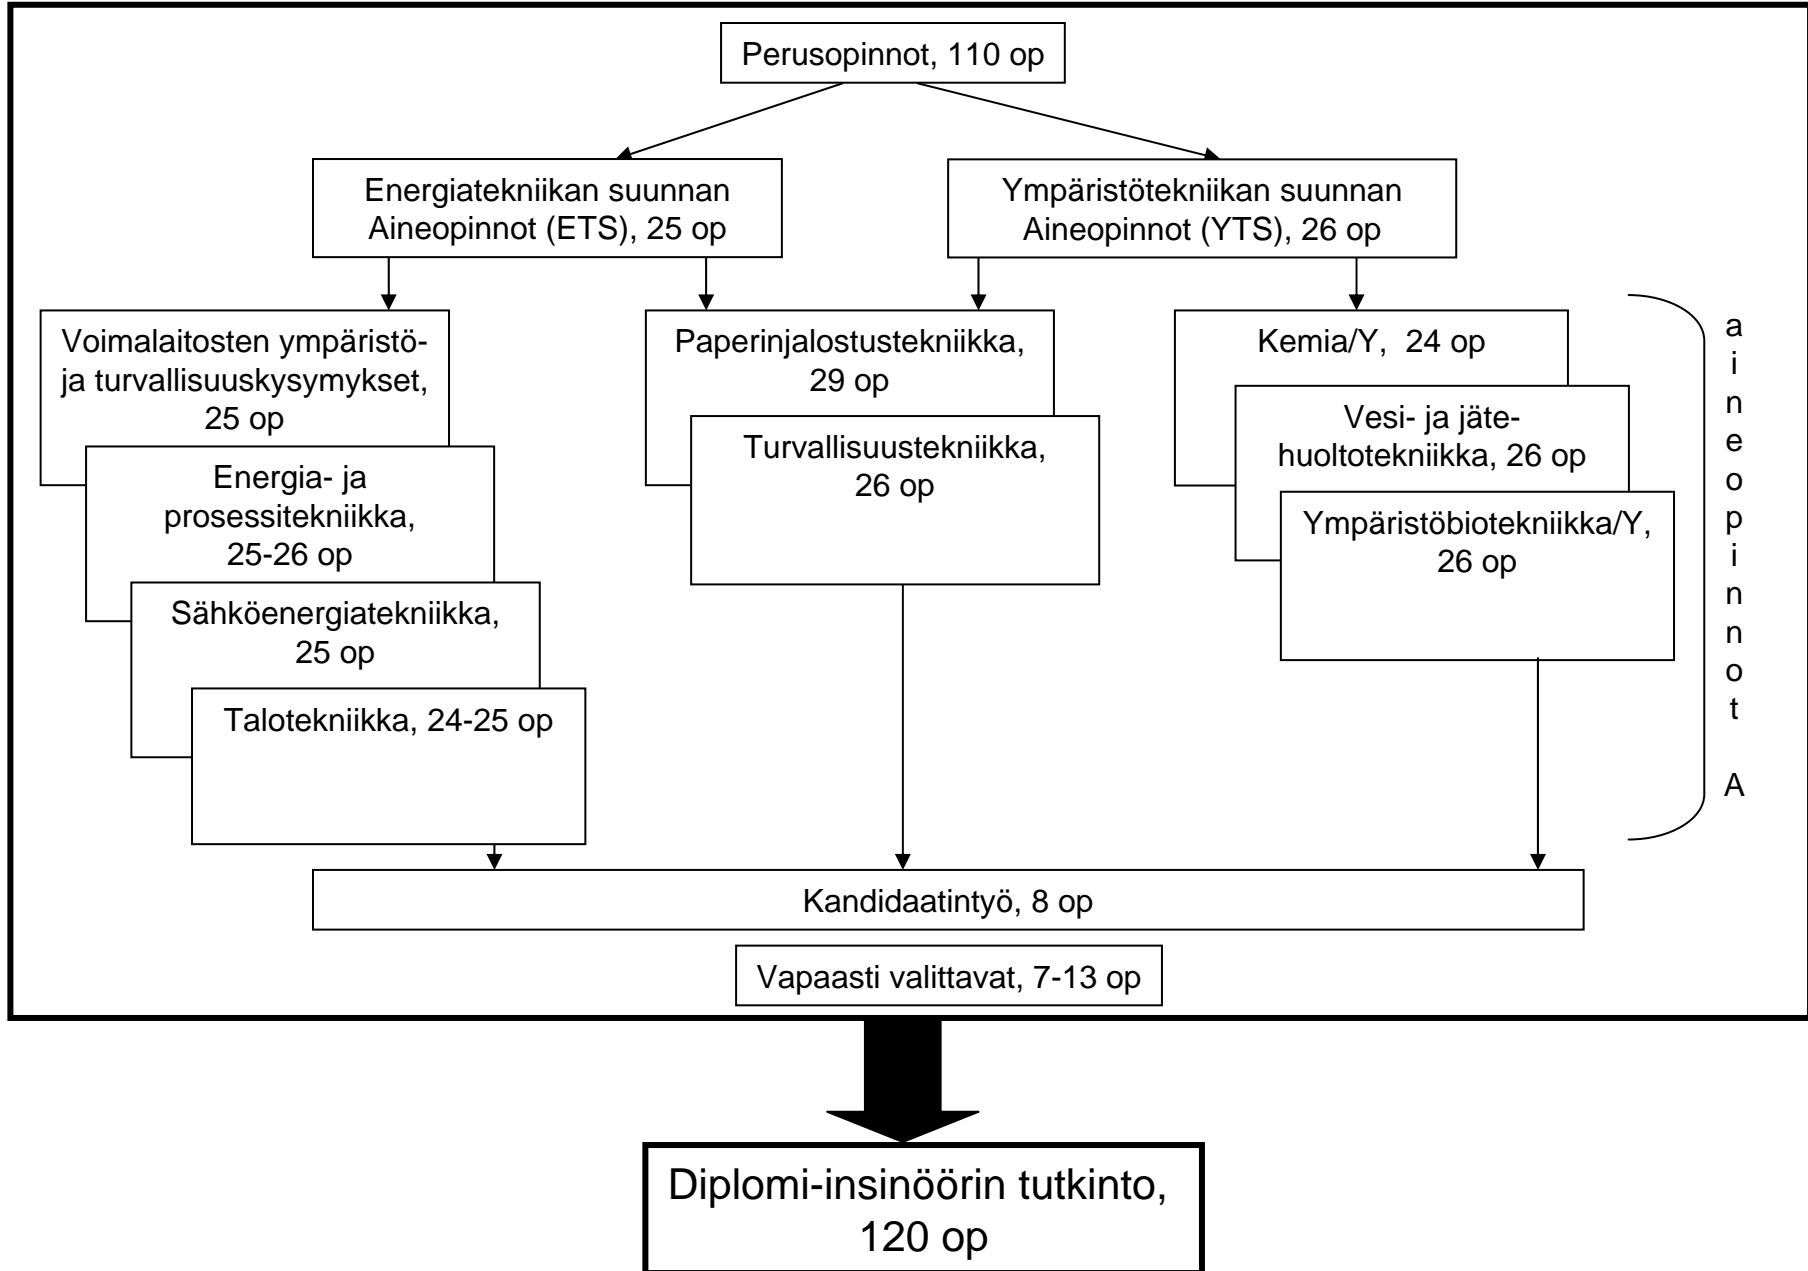 Perusopinnot, 110 op
Energiatekniikan suunnan
Aineopinnot (ETS), 25 op
Ympäristötekniikan suunnan
Aineopinnot (YTS), 26 op
Voimalaitosten ympäristö-
ja turvallisuuskysymykset,
25 op
Energia- ja
prosessitekniikka,
25-26 op
Sähköenergiatekniikka,
25 op
Talotekniikka, 24-25 op
Paperinjalostustekniikka,
29 op
Turvallisuustekniikka,
26 op
Kemia/Y, 24 op
Vesi- ja jäte-
huoltotekniikka, 26 op
Ympäristöbiotekniikka/Y,
26 op
a
i
n
e
o
p
i
n
n
o
t
A
Kandidaatintyö, 8 op
Vapaasti valittavat, 7-13 op
Diplomi-insinöörin tutkinto,
120 op